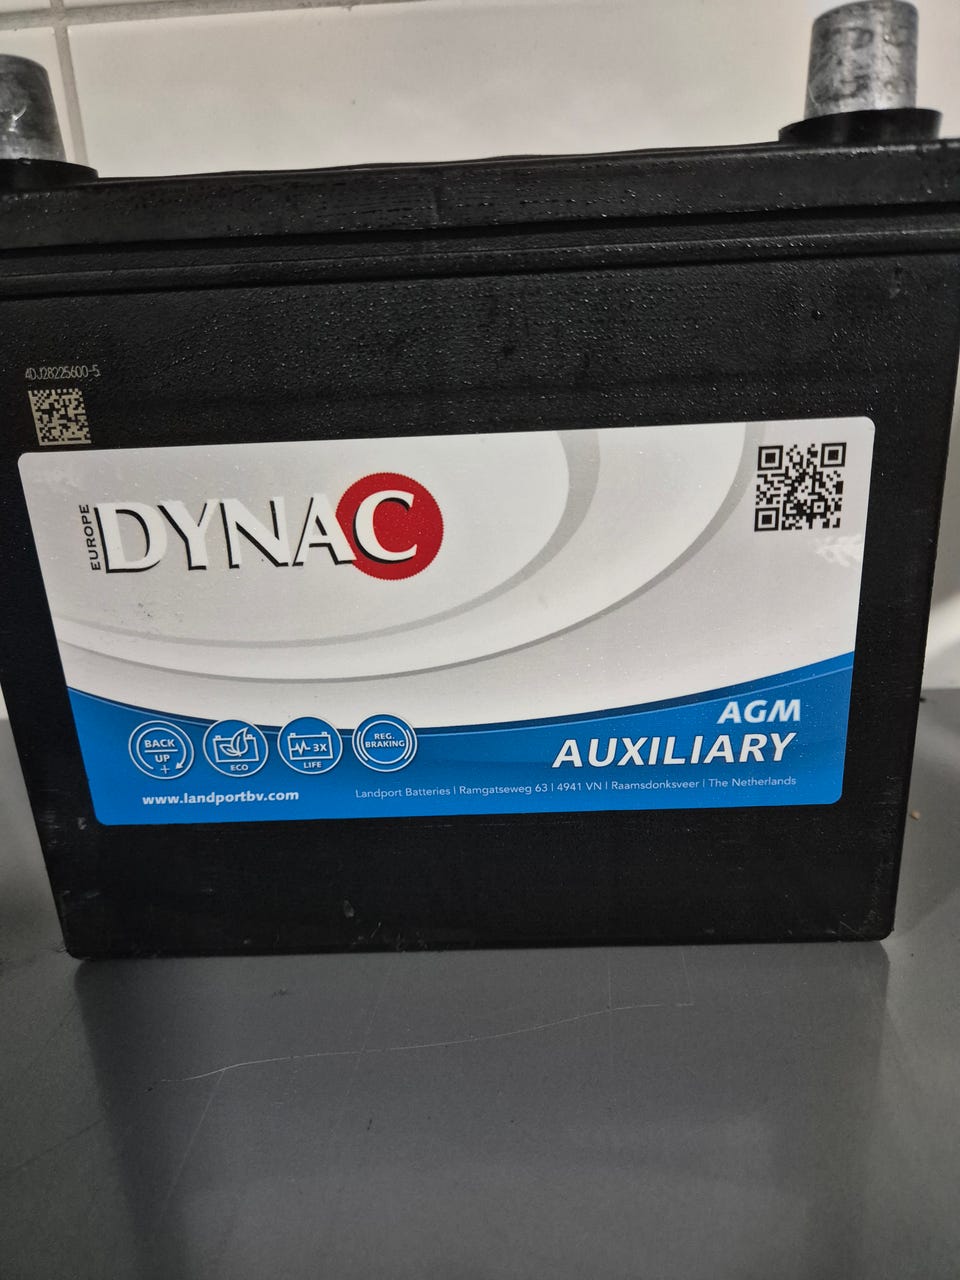 4DJ28225600-5
EUROPE
DYNAC
BACK
UP
+
ECO
3X
LIFE
REG.
BRAKING
AGM
AUXILIARY
www.landportbv.com
Landport Batteries | Ramgatseweg 63 | 4941 VN | Raamsdonksveer | The Netherlands